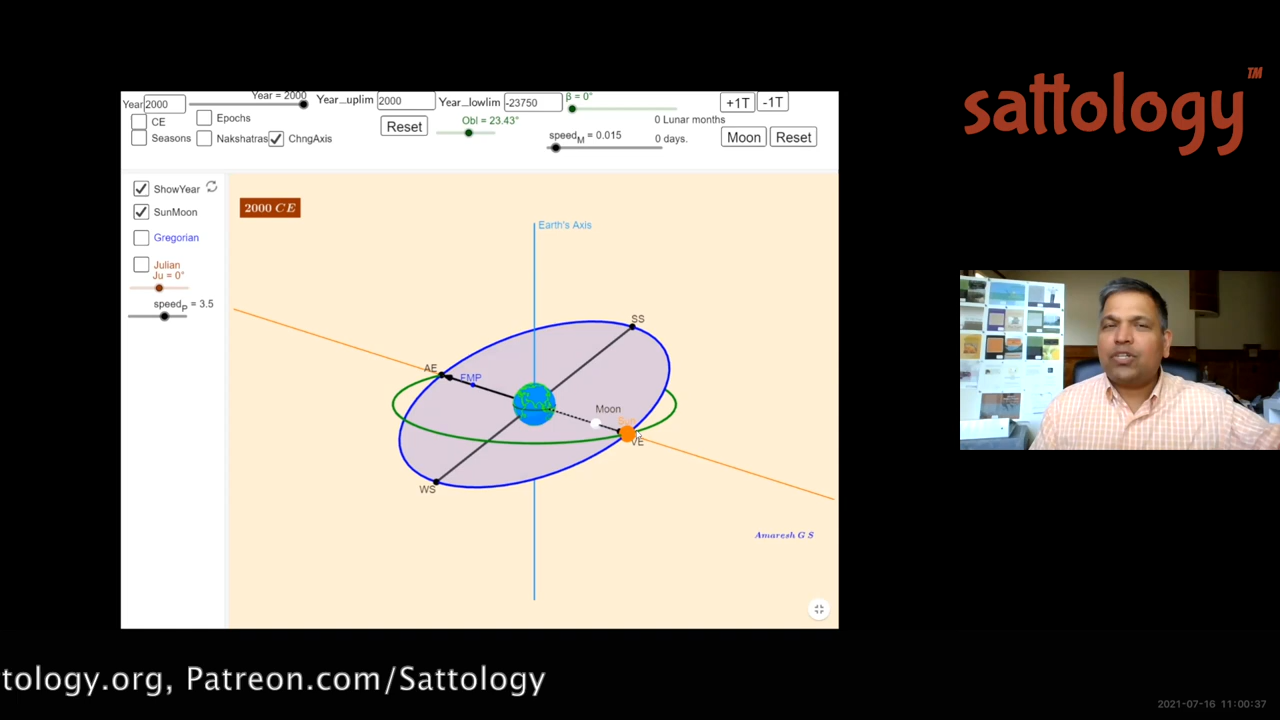 sattology™
Year 2000
Year = 2000
Year_uplim 2000
Year_lowlim -23750
β = 0°
+1T
-1T
CE
Epochs
Reset
Obl = 23.43°
speedM = 0.015
0 Lunar months
0 days.
Moon
Reset
Seasons
Nakshatras
ChngAxis
ShowYear
SunMoon
Gregorian
Julian
Ju = 0°
speedP = 3.5
2000 CE
Earth's Axis
SS
AE
FMP
Moon
VE
WS
Amaresh G S
tology.org, Patreon.com/Sattology
2021-07-16 11:00:37